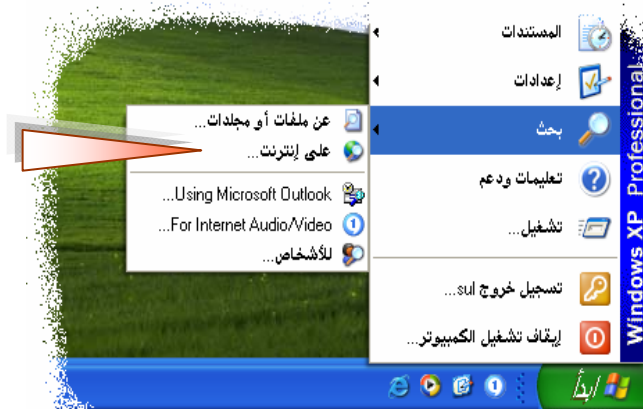 المستندات
إعدادات
بحث
تعليمات ودعم
تشغيل...
تسجيل خروج sul...
إيقاف تشغيل الكمبيوتر...
عن ملفات أو مجلدات...
على إنترنت...
Using Microsoft Outlook...
For Internet Audio/Video...
للأشخاص...
Windows XP Professional
ابدأ